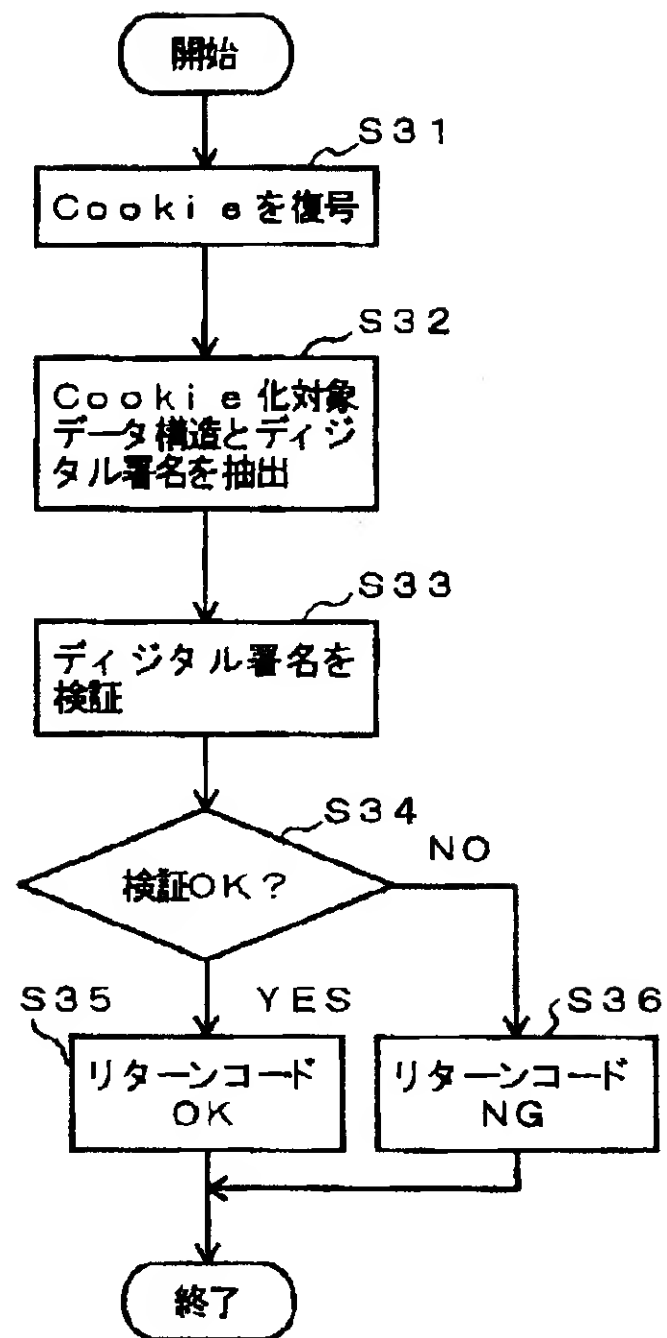 開始
S31
Cookieを復号
S32
Cookie化対象
データ構造とディジ
タル署名を抽出
S33
ディジタル署名を
検証
S34
NO
検証OK?
S35
YES
S36
リターンコード
OK
リターンコード
NG
終了